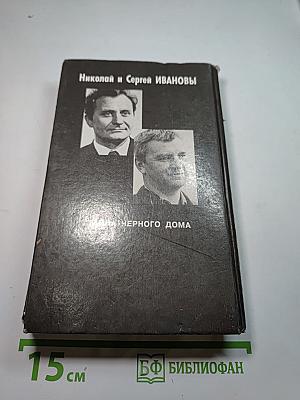 Николай и Сергей ИВАНОВЫ
ЧЕРНОГО ДОМА
15 см
БФ БИБЛИОФАН